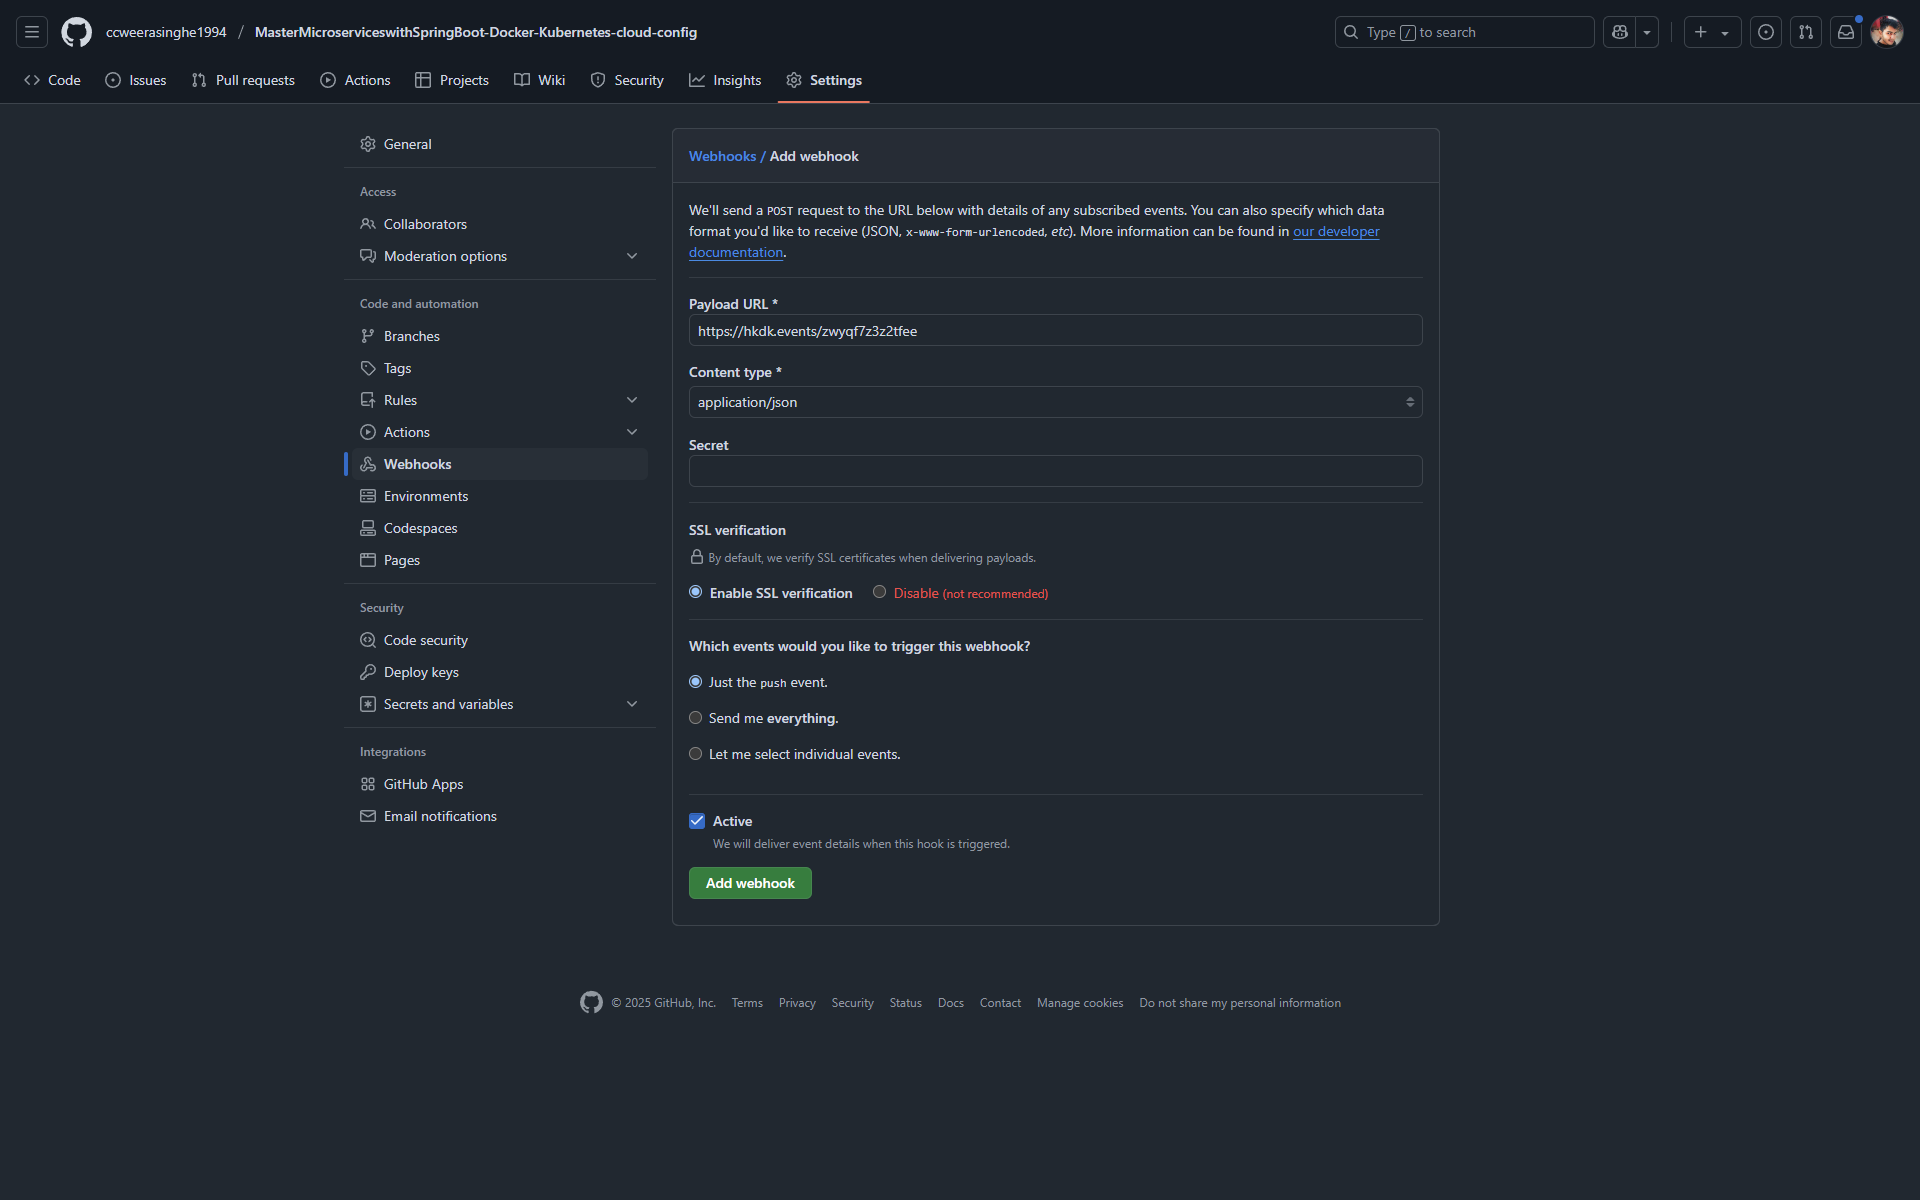 ccweerasinghe1994 / MasterMicroserviceswithSpringBoot-Docker-Kubernetes-cloud-config
Type / to search
Code
Issues
Pull requests
Actions
Projects
Wiki
Security
Insights
Settings
General
Access
Collaborators
Moderation options
Code and automation
Branches
Tags
Rules
Actions
Webhooks
Environments
Codespaces
Pages
Security
Code security
Deploy keys
Secrets and variables
Integrations
GitHub Apps
Email notifications
Webhooks / Add webhook
We'll send a POST request to the URL below with details of any subscribed events. You can also specify which data
format you'd like to receive (JSON, x-www-form-urlencoded, etc). More information can be found in our developer
documentation.
Payload URL *
https://hkdk.events/zwyqf7z3z2tfee
Content type *
application/json
Secret
SSL verification
By default, we verify SSL certificates when delivering payloads.
Enable SSL verification
Disable (not recommended)
Which events would you like to trigger this webhook?
Just the push event.
Send me everything.
Let me select individual events.
Active
We will deliver event details when this hook is triggered.
Add webhook
© 2025 GitHub, Inc.
Terms
Privacy
Security
Status
Docs
Contact
Manage cookies
Do not share my personal information